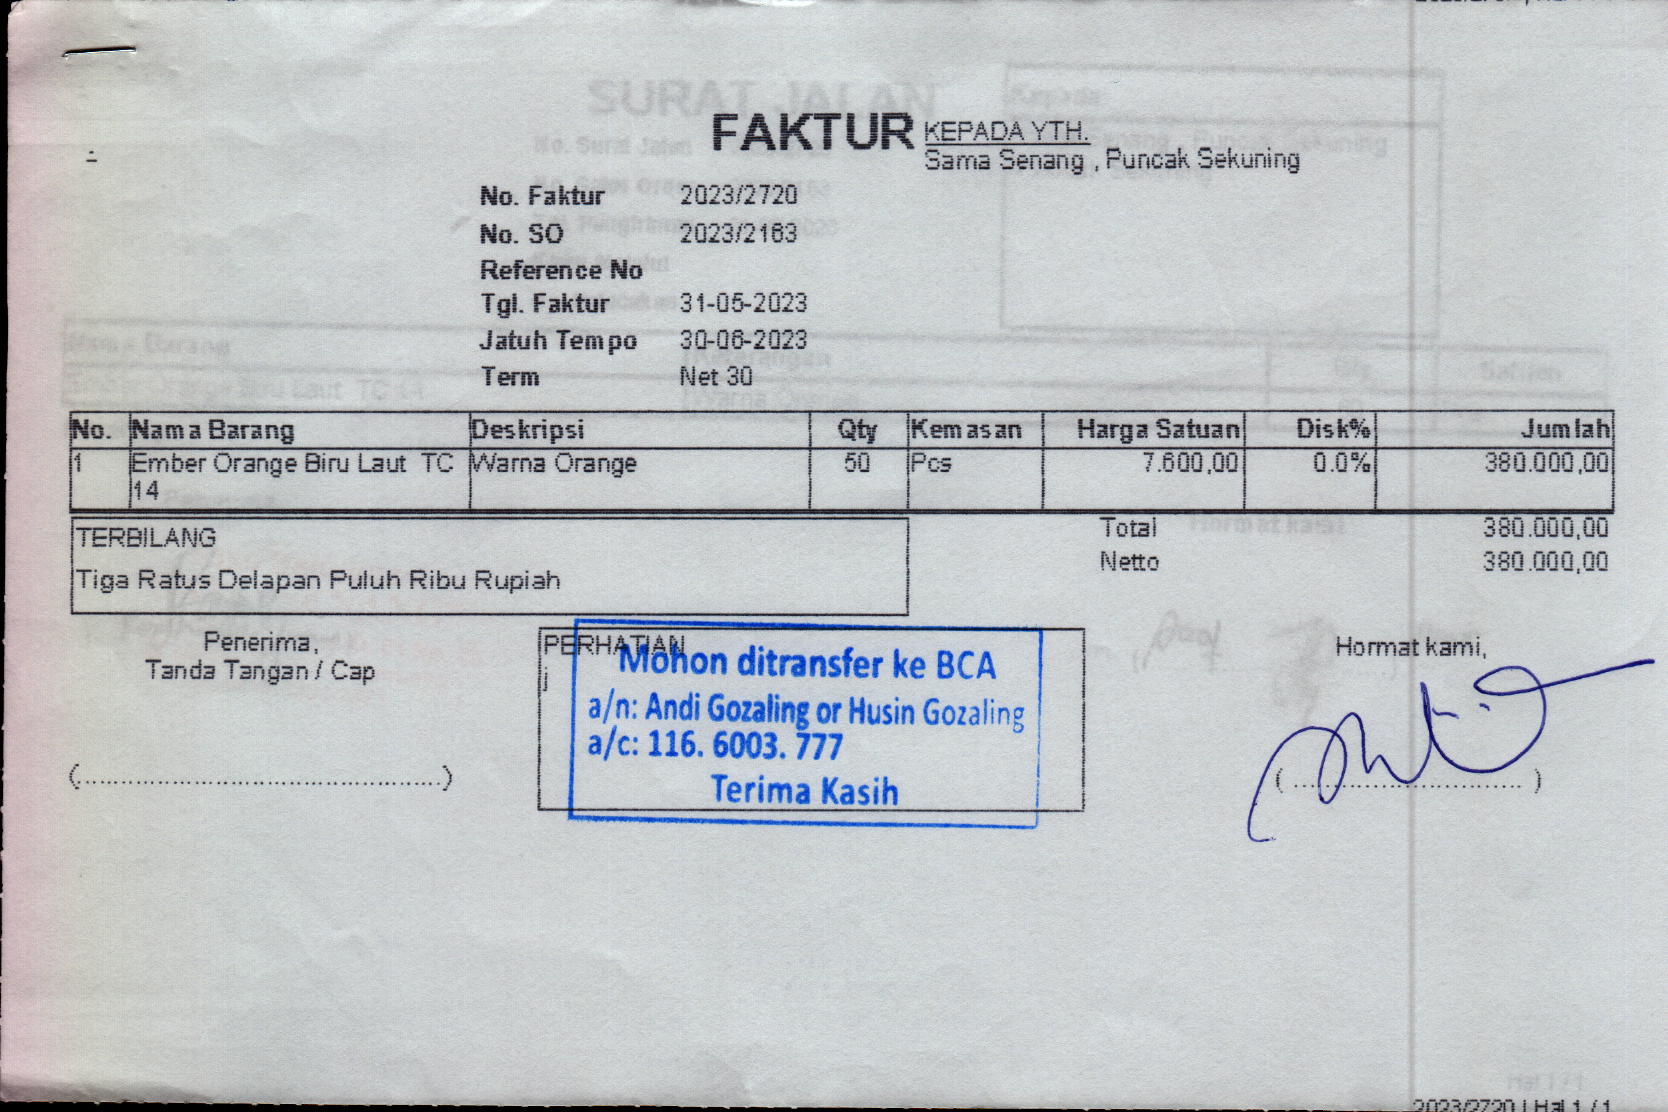 FAKTUR
KEPADA YTH.
Sama Senang , Puncak Sekuning
No. Faktur 2023/2720
No. SO 2023/2163
Reference No
Tgl. Faktur 31-05-2023
Jatuh Tempo 30-06-2023
Term Net 30
No. Nama Barang Deskripsi Qty Kemasan Harga Satuan Disk% Jumlah
1 Ember Orange Biru Laut TC Warna Orange 50 Pcs 7.600,00 0.0% 380.000,00
14
TERBILANG
Tiga Ratus Delapan Puluh Ribu Rupiah
Total 380.000,00
Netto 380.000,00
Penerima,
Tanda Tangan / Cap
(..........................................)
PERHATIAN
j
Mohon ditransfer ke BCA
a/n: Andi Gozaling or Husin Gozaling
a/c: 116. 6003. 777
Terima Kasih
Hormat kami,
(..............................)
SURAT JALAN
2023/2720 | Hal 1 / 1